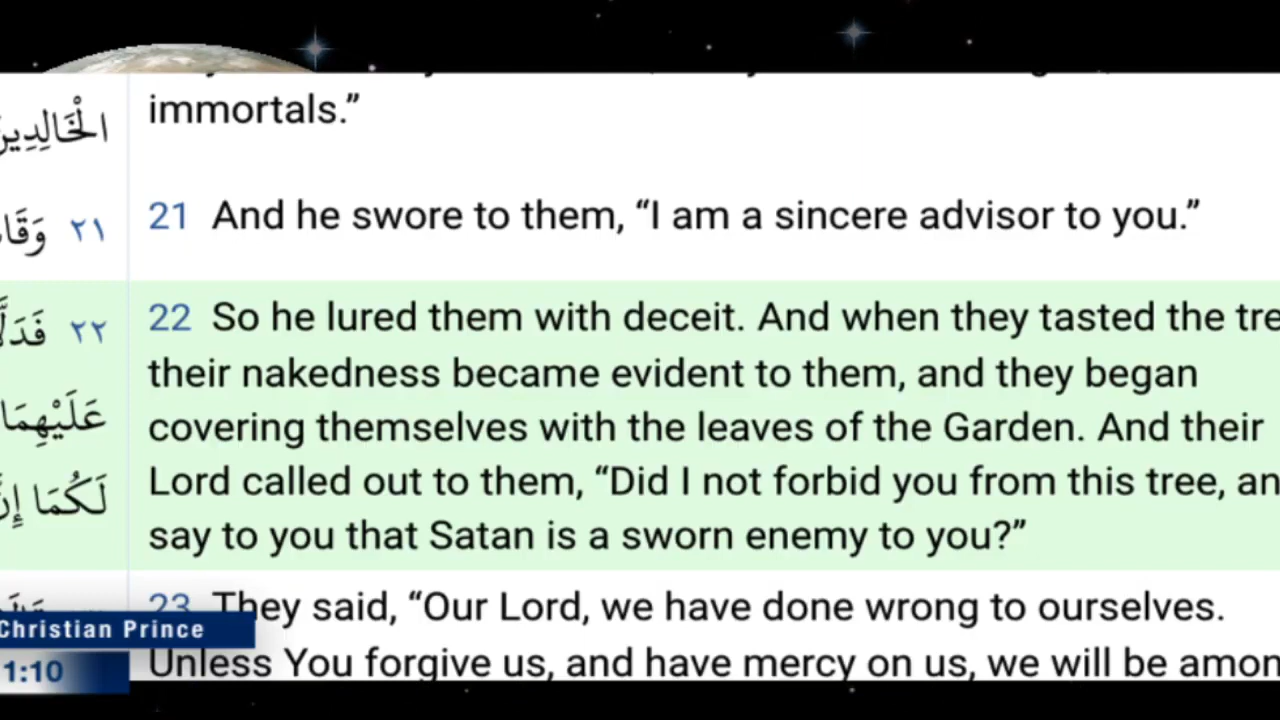 immortals.”
21 And he swore to them, “I am a sincere advisor to you.”
٢١
22 So he lured them with deceit. And when they tasted the
٢٢
their nakedness became evident to them, and they began
covering themselves with the leaves of the Garden. And their
عَلَيْهِمَا
Lord called out to them, “Did I not forbid you from this tree,
لَكُمَا
say to you that Satan is a sworn enemy to you?”
23 They said, “Our Lord, we have done wrong to ourselves.
Unless You forgive us, and have mercy on us, we will be
Christian Prince
1:10